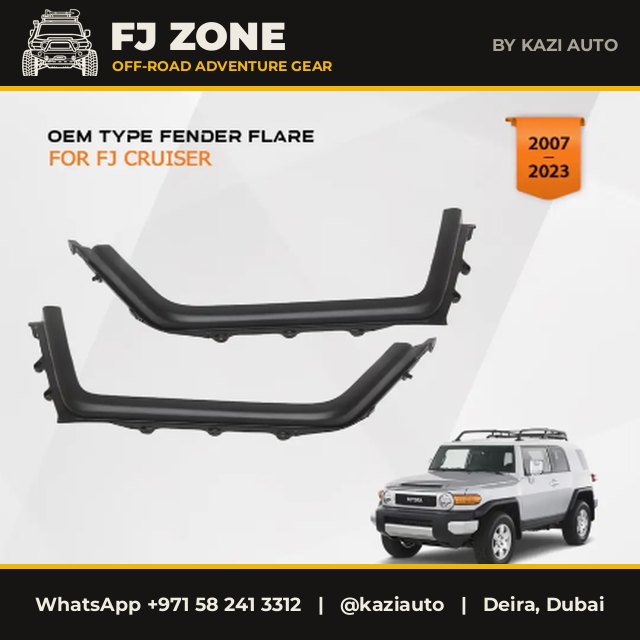 FJ ZONE
OFF-ROAD ADVENTURE GEAR
BY KAZI AUTO
OEM TYPE FENDER FLARE
FOR FJ CRUISER
2007
2023
TOYOTA
WhatsApp +971 58 241 3312 | @kaziauto | Deira, Dubai